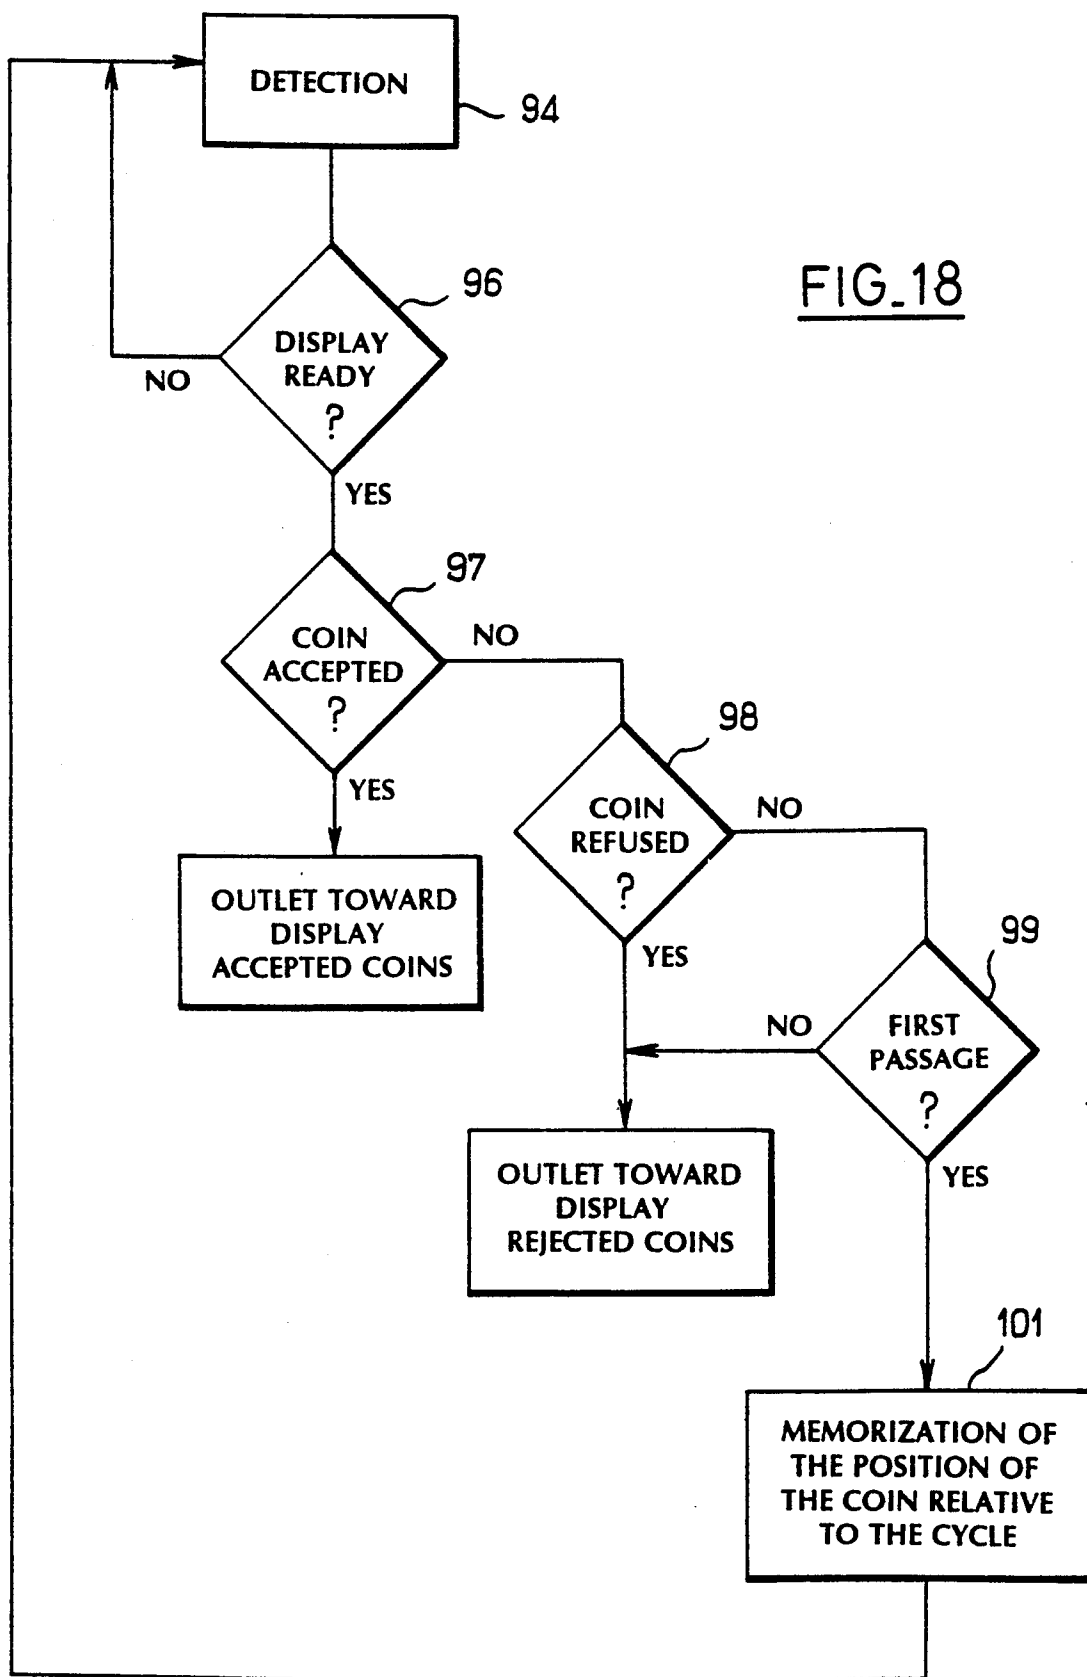 DETECTION
94
96
FIG_18
DISPLAY
READY
?
NO
YES
97
COIN
ACCEPTED
?
NO
YES
98
COIN
REFUSED
?
NO
YES
OUTLET TOWARD
DISPLAY
ACCEPTED COINS
99
FIRST
PASSAGE
?
NO
YES
OUTLET TOWARD
DISPLAY
REJECTED COINS
101
MEMORIZATION OF
THE POSITION OF
THE COIN RELATIVE
TO THE CYCLE